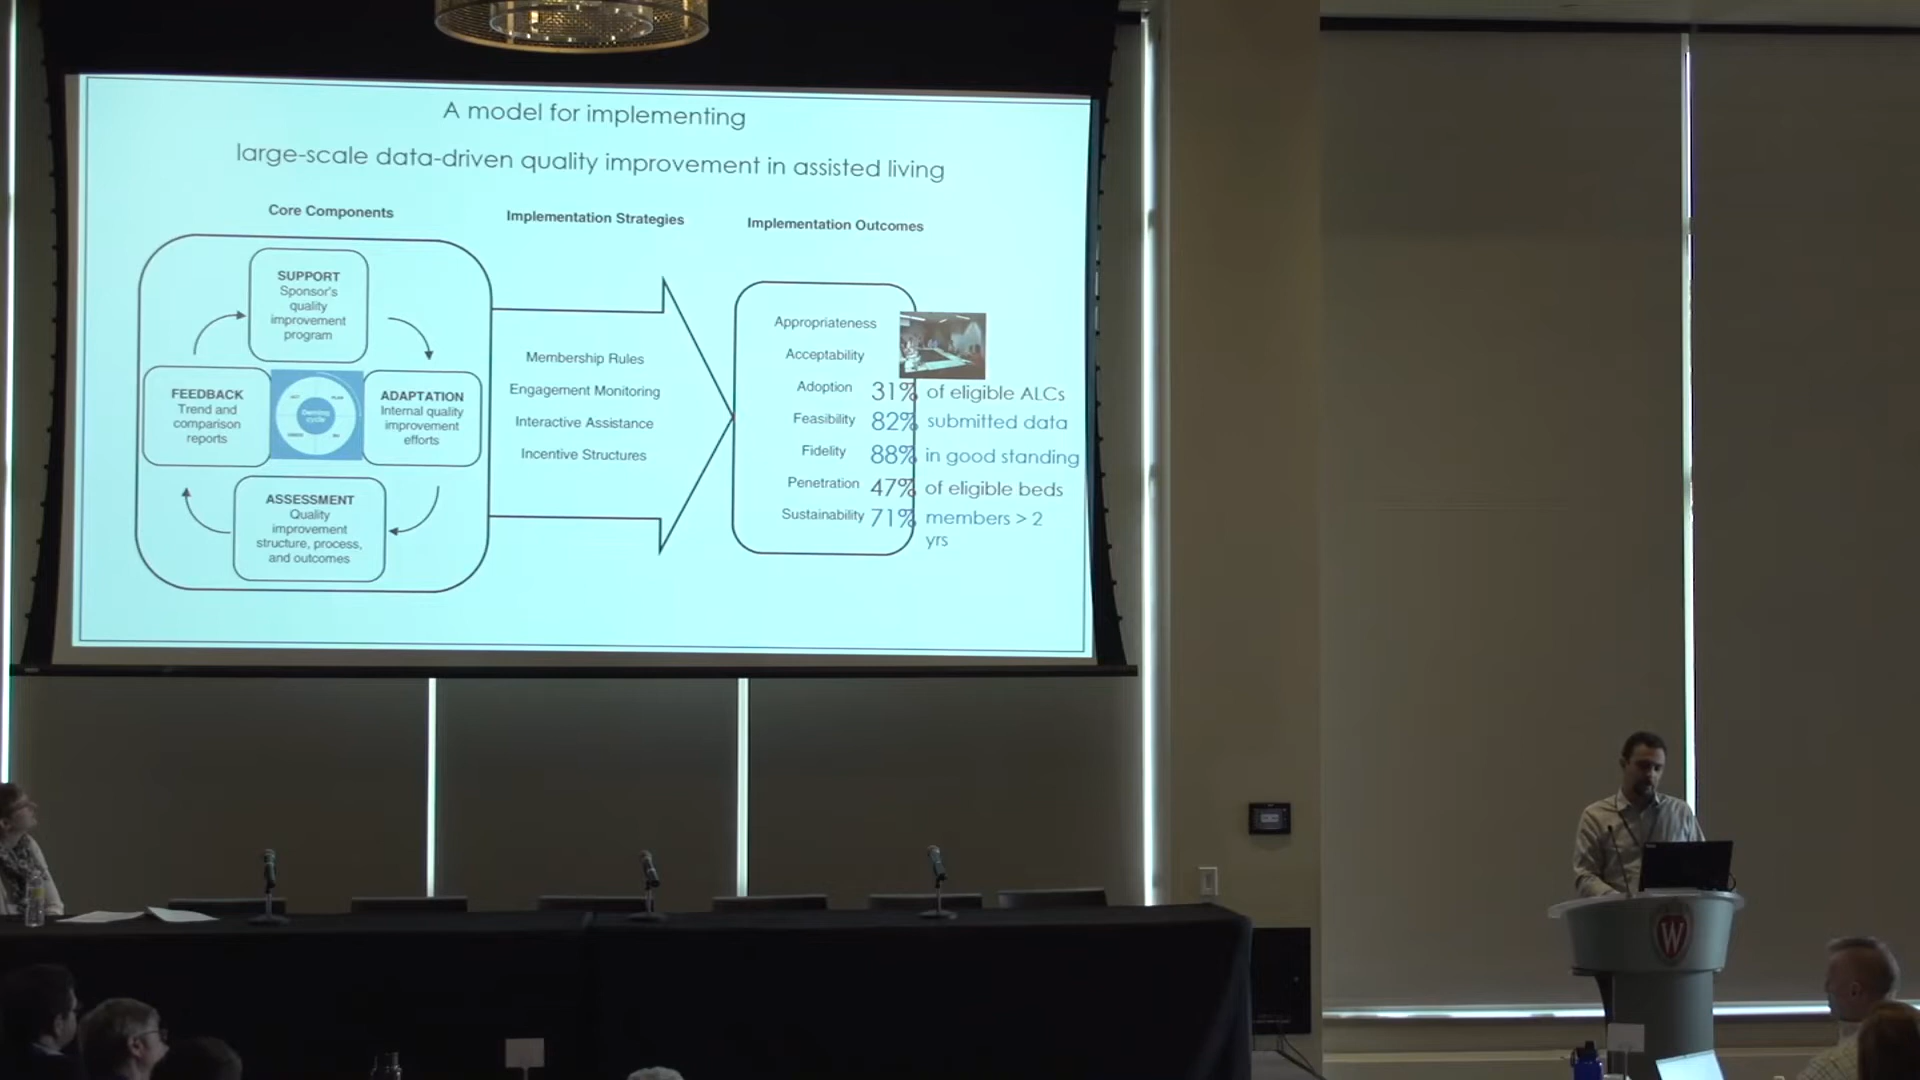 A model for implementing
large-scale data-driven quality improvement in assisted living
Core Components
Implementation Strategies
Implementation Outcomes
SUPPORT
Sponsor's
quality
improvement
program
FEEDBACK
Trend and
comparison
reports
Deming
cycle
ADAPTATION
Internal quality
improvement
efforts
ASSESSMENT
Quality
improvement
structure, process,
and outcomes
Membership Rules
Engagement Monitoring
Interactive Assistance
Incentive Structures
Appropriateness
Acceptability
Adoption 31% of eligible ALCs
Feasibility 82% submitted data
Fidelity 88% in good standing
Penetration 47% of eligible beds
Sustainability 71% members > 2
yrs
W